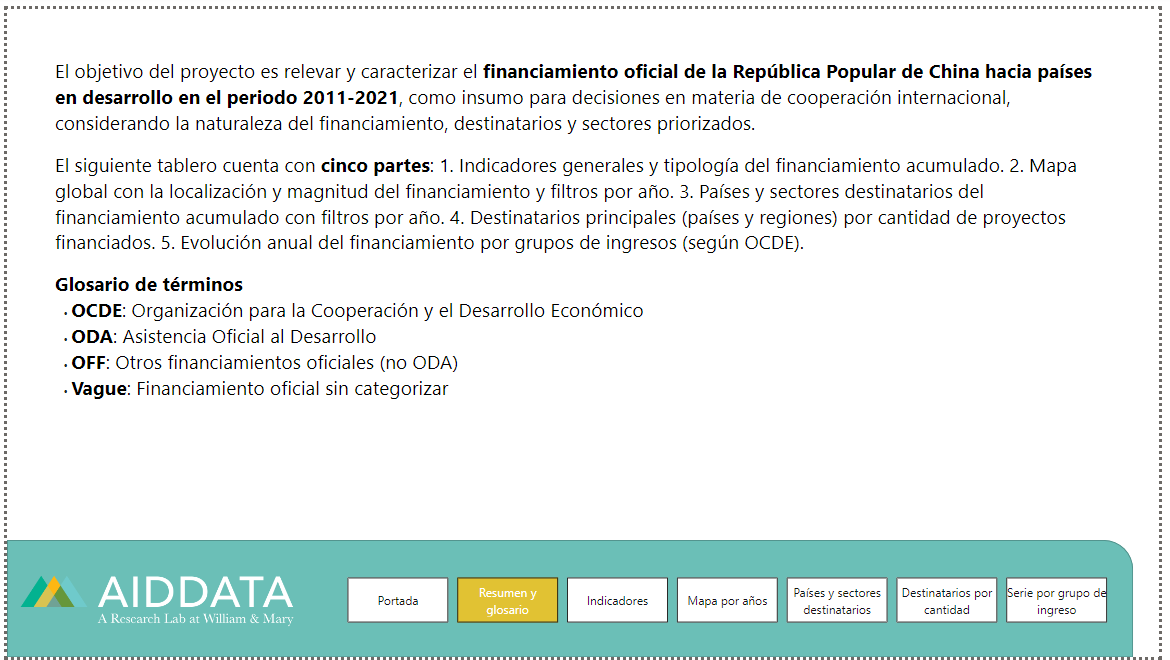 El objetivo del proyecto es relevar y caracterizar el financiamiento oficial de la República Popular de China hacia países
en desarrollo en el periodo 2011-2021, como insumo para decisiones en materia de cooperación internacional,
considerando la naturaleza del financiamiento, destinatarios y sectores priorizados.
El siguiente tablero cuenta con cinco partes: 1. Indicadores generales y tipología del financiamiento acumulado. 2. Mapa
global con la localización y magnitud del financiamiento y filtros por año. 3. Países y sectores destinatarios del
financiamiento acumulado con filtros por año. 4. Destinatarios principales (países y regiones) por cantidad de proyectos
financiados. 5. Evolución anual del financiamiento por grupos de ingresos (según OCDE).
Glosario de términos
• OCDE: Organización para la Cooperación y el Desarrollo Económico
• ODA: Asistencia Oficial al Desarrollo
• OFF: Otros financiamientos oficiales (no ODA)
• Vague: Financiamiento oficial sin categorizar
AIDDATA
A Research Lab at William & Mary
Portada
Resumen y
glosario
Indicadores
Mapa por años
Países y sectores
destinatarios
Destinatarios por
cantidad
Serie por grupo de
ingreso